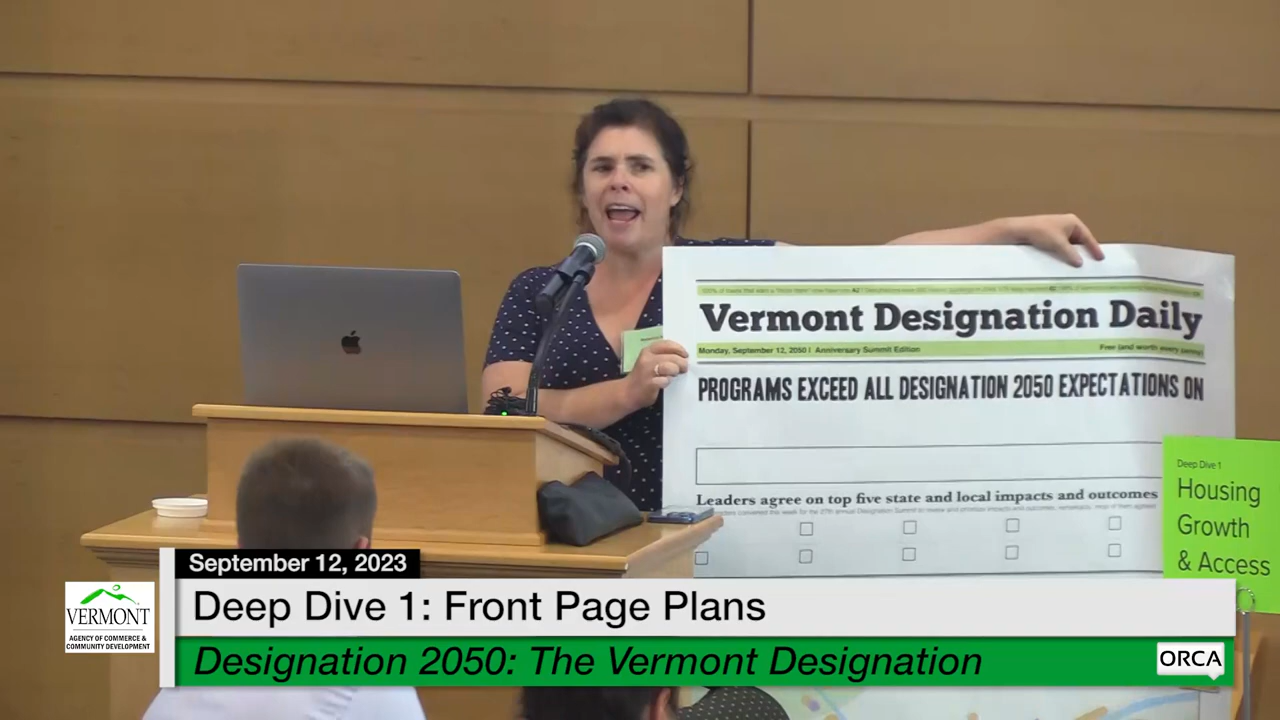 Vermont Designation Daily
Monday, September 12, 2050 | Anniversary Summit Edition
Free (and worth every penny)
PROGRAMS EXCEED ALL DESIGNATION 2050 EXPECTATIONS ON
Leaders agree on top five state and local impacts and outcomes
Deep Dive 1
Housing
Growth
& Access
September 12, 2023
Deep Dive 1: Front Page Plans
Designation 2050: The Vermont Designation
VERMONT
AGENCY OF COMMERCE &
COMMUNITY DEVELOPMENT
ORCA